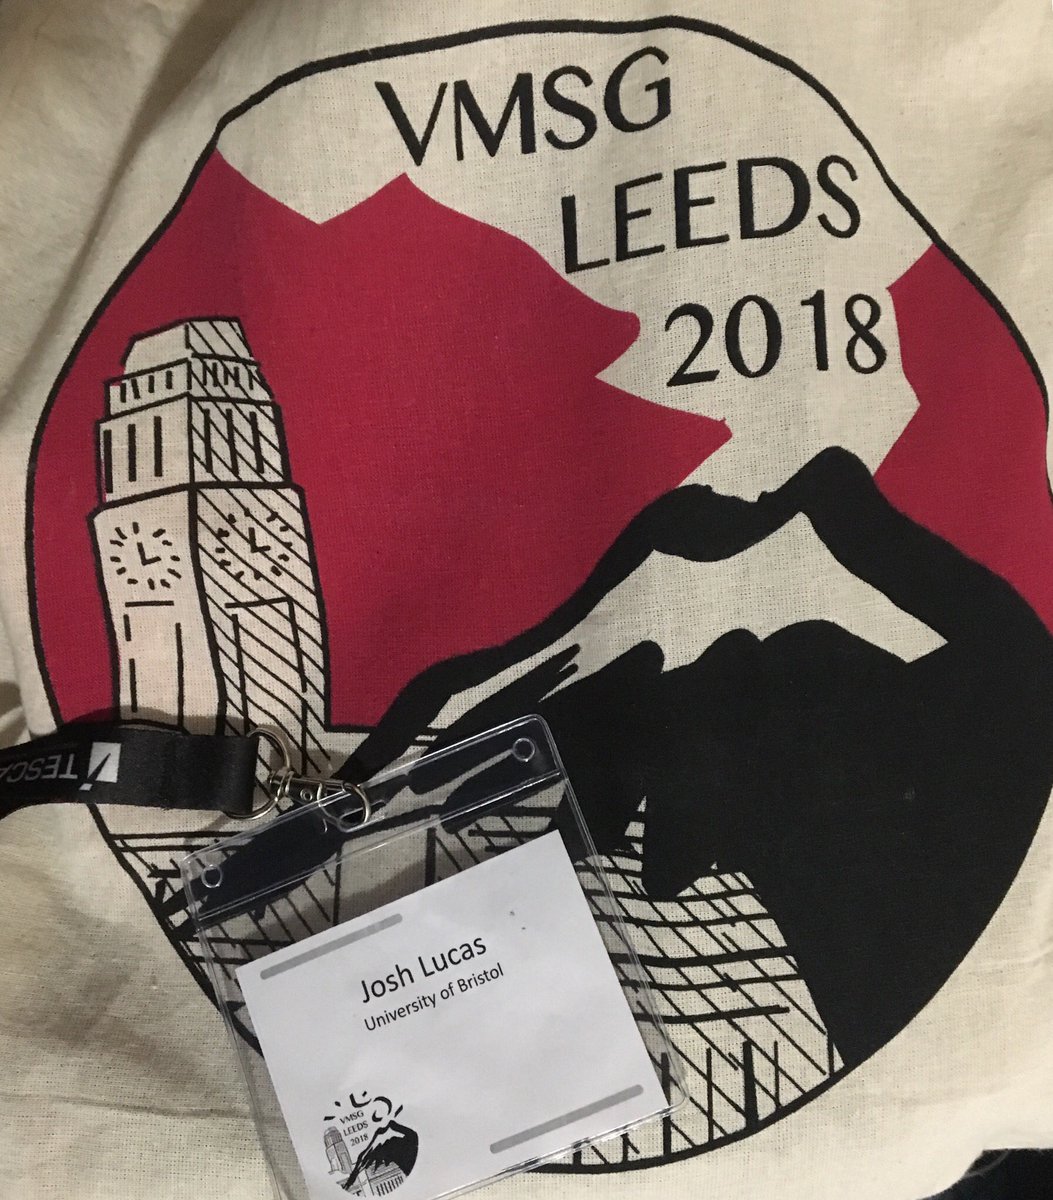 VMSG
LEEDS
2018
TESCA
Josh Lucas
University of Bristol
VMSG
LEEDS
2018